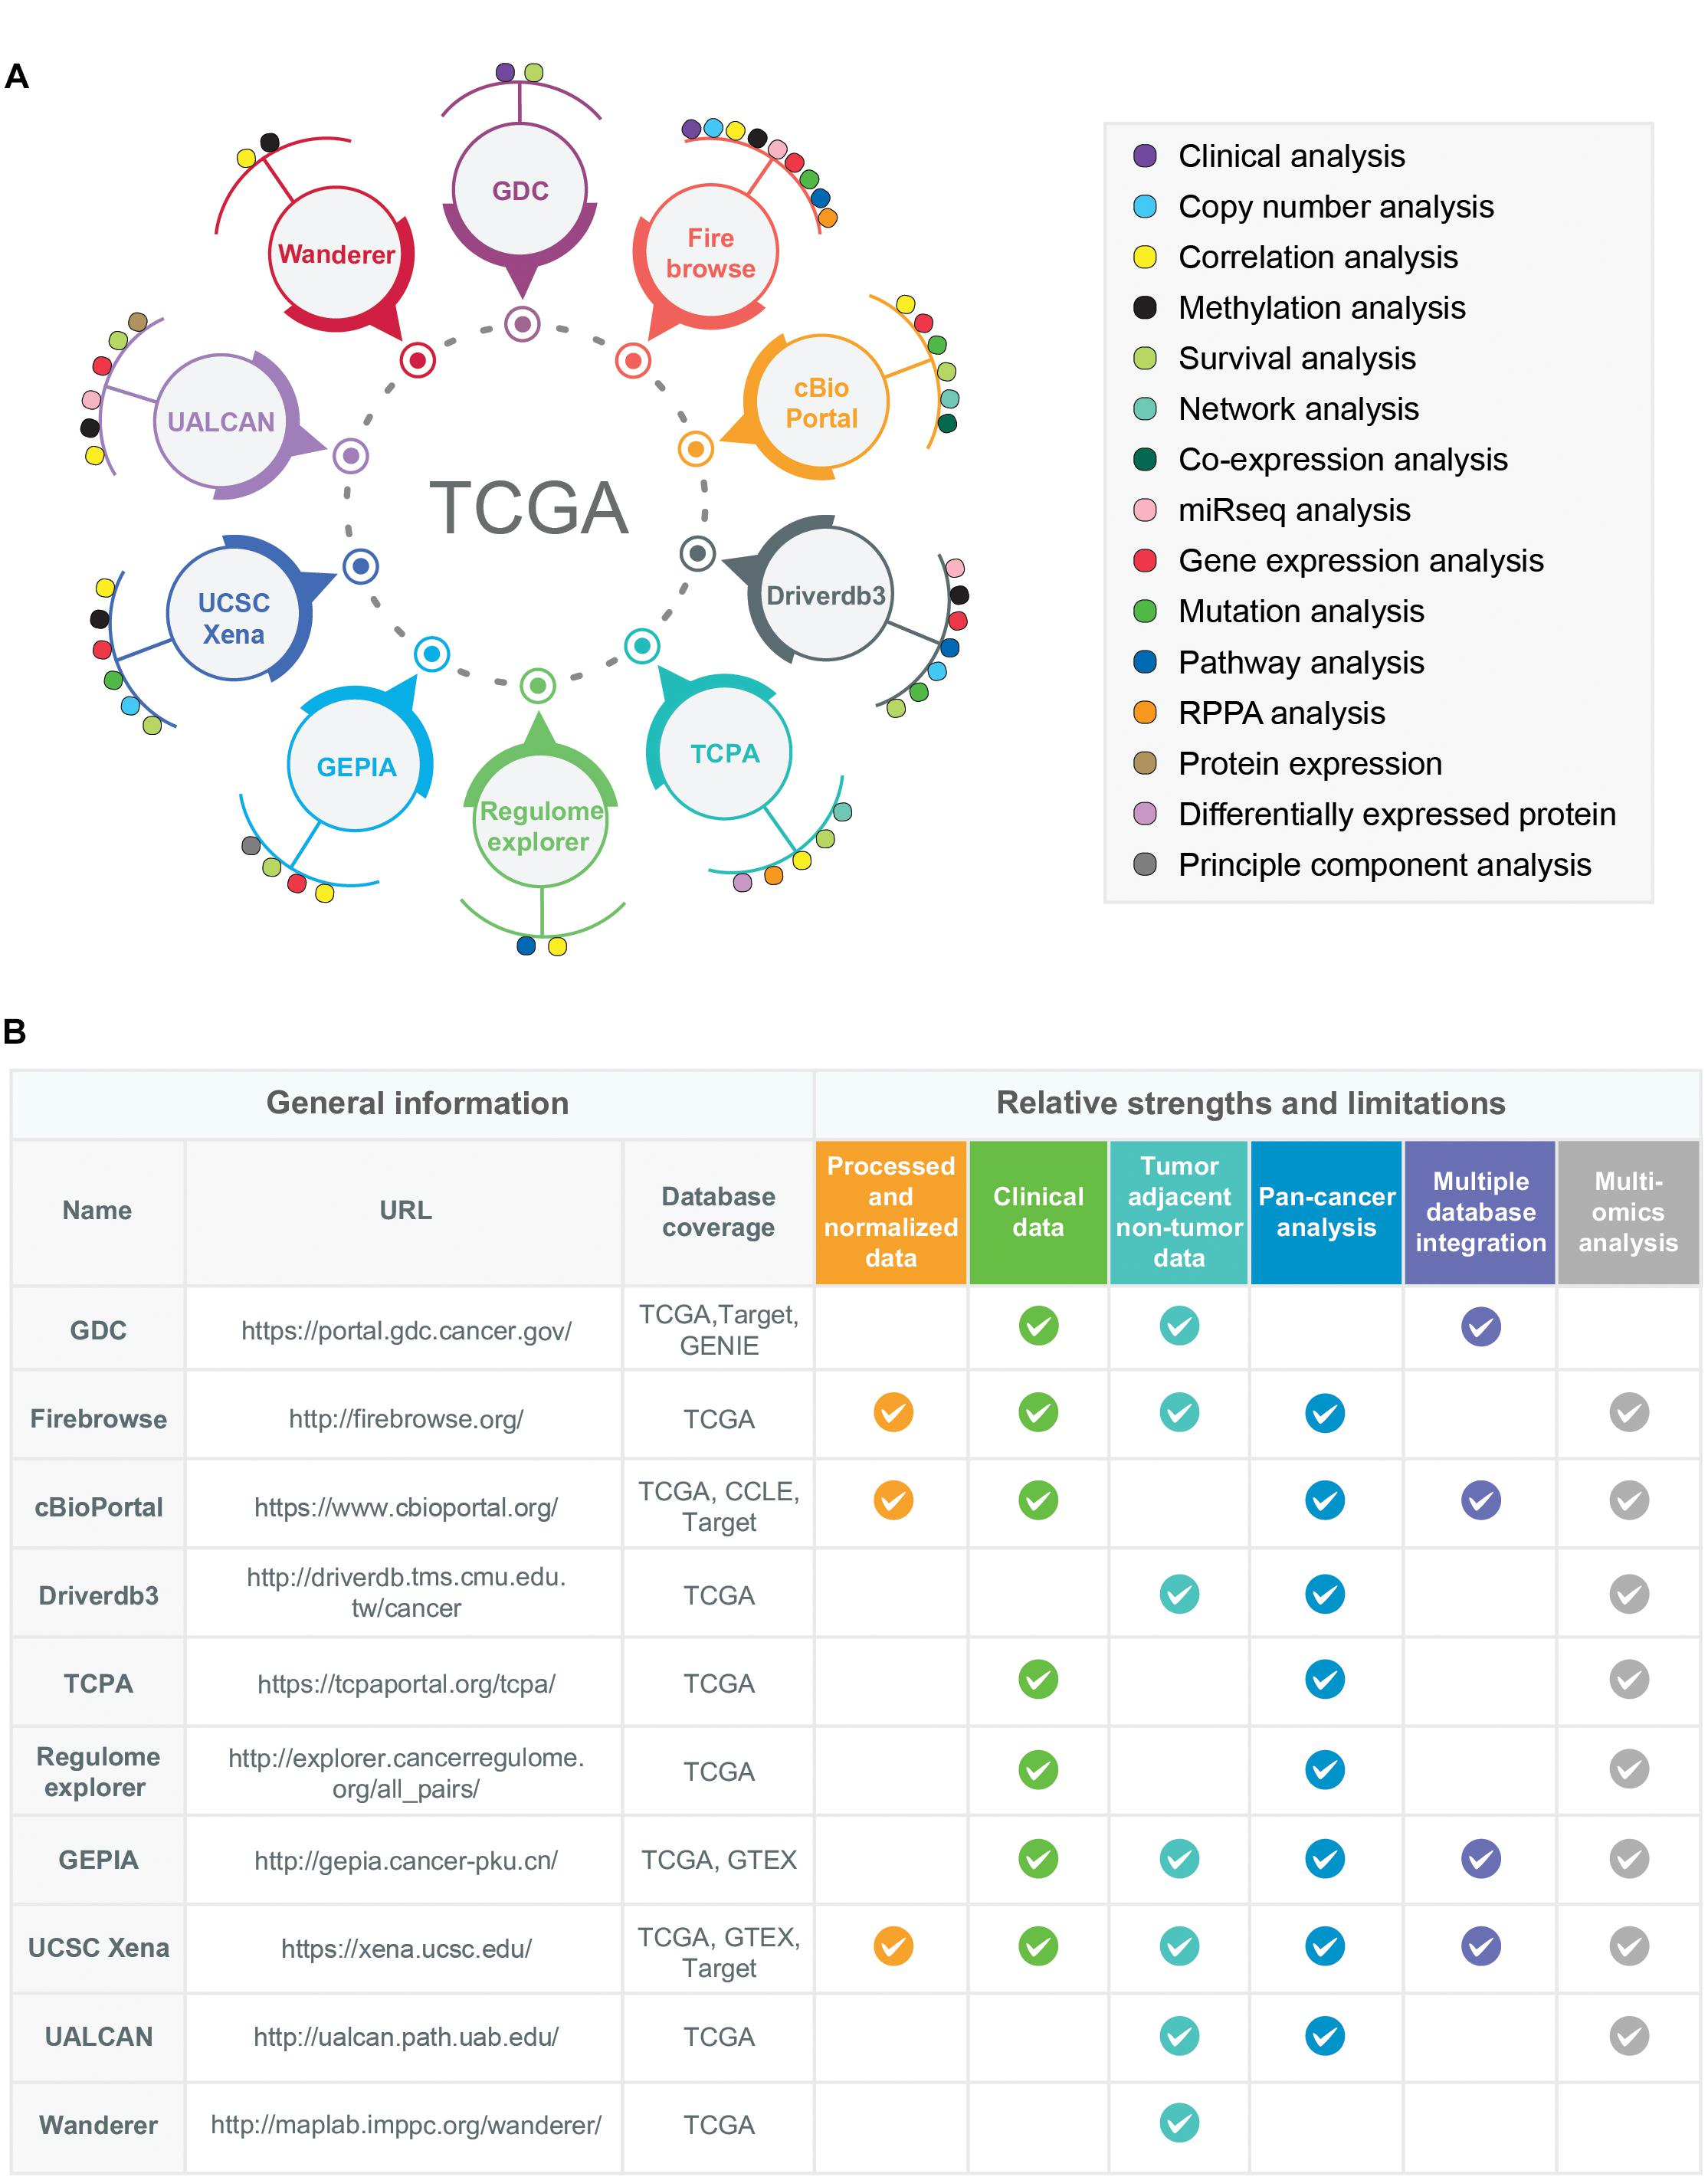 A
GDC
Fire
browse
Wanderer
cBio
Portal
UALCAN
TCGA
Driverdb3
UCSC
Xena
TCPA
GEPIA
Regulome
explorer
Clinical analysis
Copy number analysis
Correlation analysis
Methylation analysis
Survival analysis
Network analysis
Co-expression analysis
miRseq analysis
Gene expression analysis
Mutation analysis
Pathway analysis
RPPA analysis
Protein expression
Differentially expressed protein
Principle component analysis
B
General information
Relative strengths and limitations
Name
URL
Database
coverage
Processed
and
normalized
data
Clinical
data
Tumor
adjacent
non-tumor
data
Pan-cancer
analysis
Multiple
database
integration
Multi-
omics
analysis
GDC
https://portal.gdc.cancer.gov/
TCGA,Target,
GENIE
Firebrowse
http://firebrowse.org/
TCGA
cBioPortal
https://www.cbioportal.org/
TCGA, CCLE,
Target
Driverdb3
http://driverdb.tms.cmu.edu.
tw/cancer
TCGA
TCPA
https://tcpaportal.org/tcpa/
TCGA
Regulome
explorer
http://explorer.cancerregulome.
org/all_pairs/
TCGA
GEPIA
http://gepia.cancer-pku.cn/
TCGA, GTEX
UCSC Xena
https://xena.ucsc.edu/
TCGA, GTEX,
Target
UALCAN
http://ualcan.path.uab.edu/
TCGA
Wanderer
http://maplab.imppc.org/wanderer/
TCGA